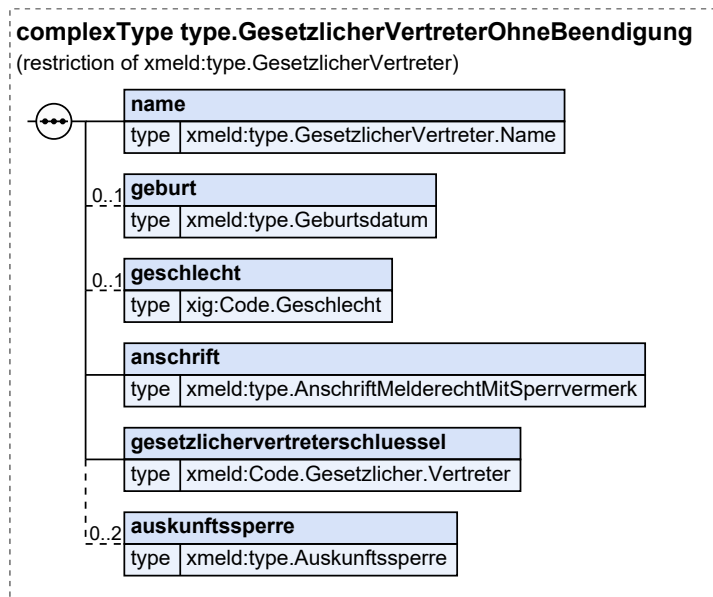 complexType type.GesetzlicherVertreterOhneBeendigung
(restriction of xmeld:type.GesetzlicherVertreter)
name
type xmeld:type.GesetzlicherVertreter.Name
0..1 geburt
type xmeld:type.Geburtsdatum
0..1 geschlecht
type xig:Code.Geschlecht
anschrift
type xmeld:type.AnschriftMelderechtMitSperrvermerk
gesetzlichervertreterschluessel
type xmeld:Code.Gesetzlicher.Vertreter
0..2 auskunftssperre
type xmeld:type.Auskunftssperre